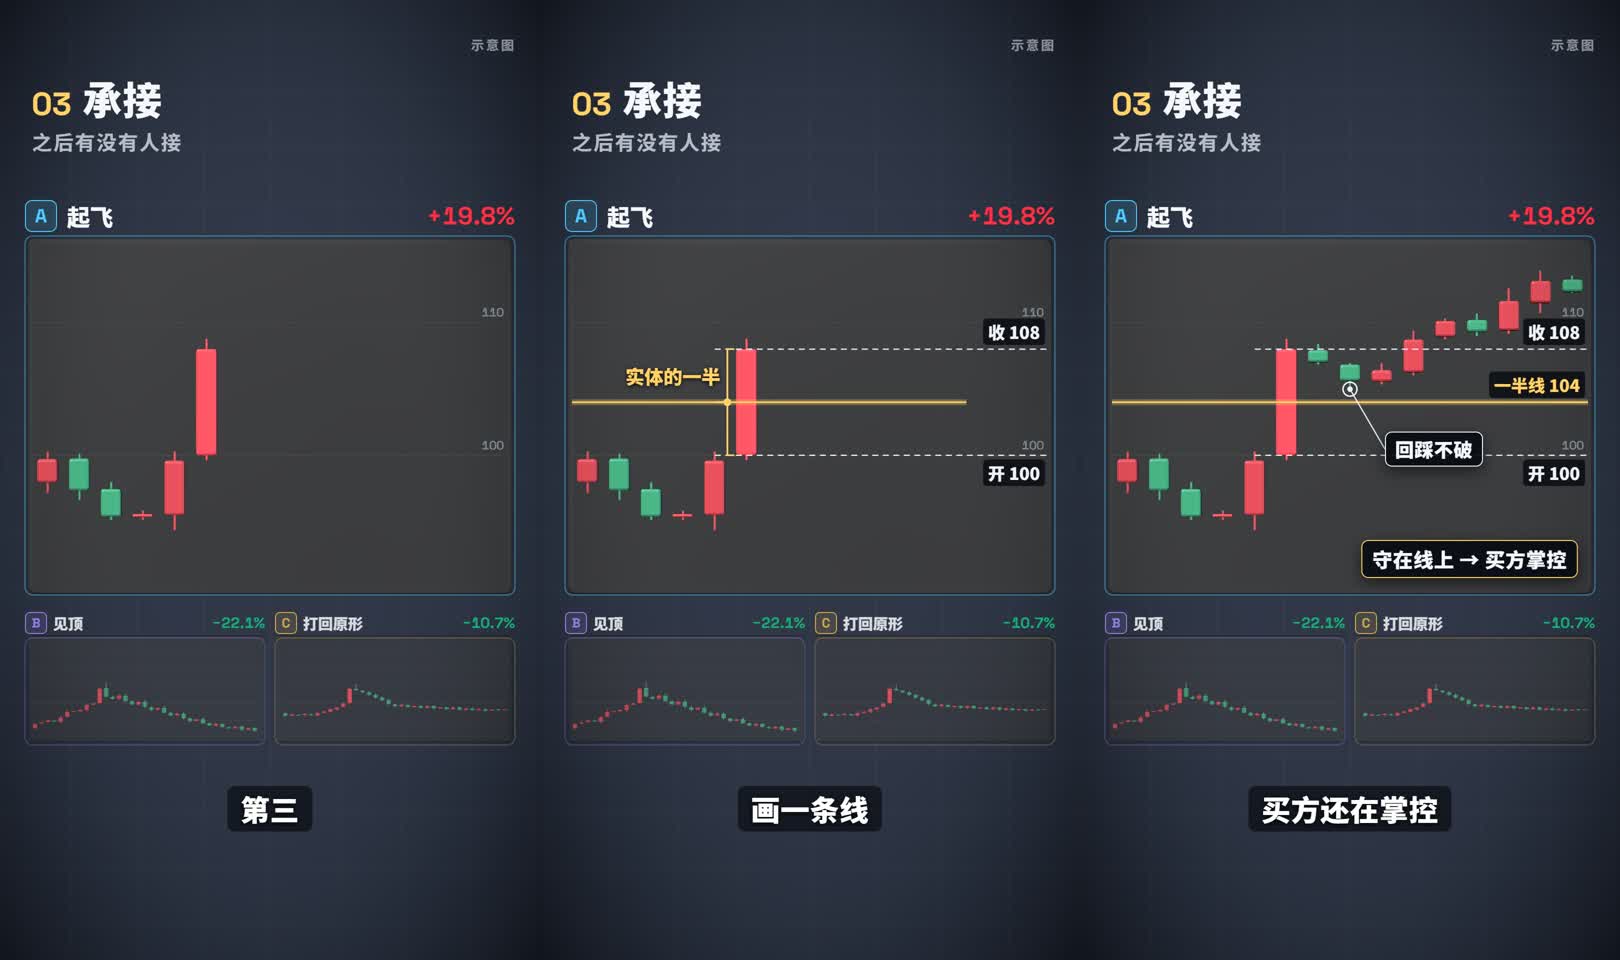 示意图
03 承接
之后有没有人接
A 起飞 +19.8%
110
100
B 见顶 -22.1%
C 打回原形 -10.7%
第三
示意图
03 承接
之后有没有人接
A 起飞 +19.8%
110
收 108
实体的一半
100
开 100
B 见顶 -22.1%
C 打回原形 -10.7%
画一条线
示意图
03 承接
之后有没有人接
A 起飞 +19.8%
110
收 108
一半线 104
100
回踩不破
开 100
守在线上 → 买方掌控
B 见顶 -22.1%
C 打回原形 -10.7%
买方还在掌控